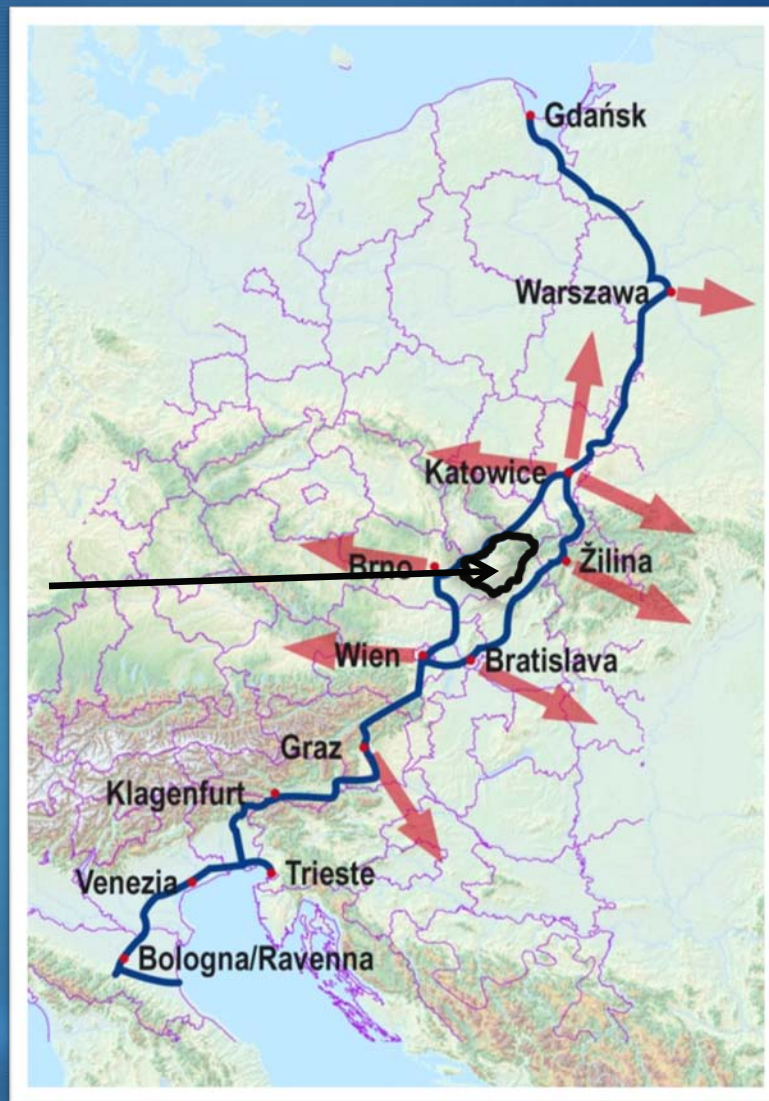 Gdańsk
Warszawa
Katowice
Brno
Žilina
Wien
Bratislava
Graz
Klagenfurt
Venezia
Trieste
Bologna/Ravenna